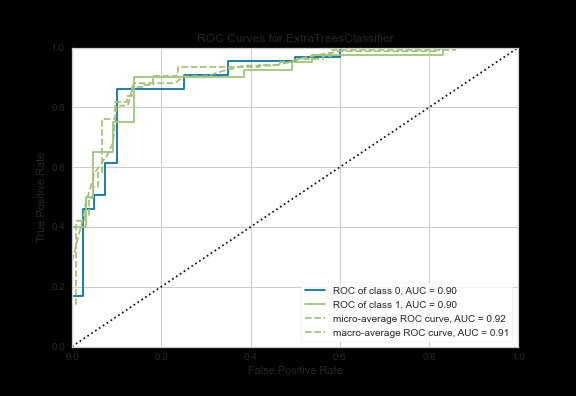 ROC Curves for ExtraTreesClassifier
1.0
0.8
0.6
0.4
0.2
0.0
True Positive Rate
ROC of class 0, AUC = 0.90
ROC of class 1, AUC = 0.90
micro-average ROC curve, AUC = 0.92
macro-average ROC curve, AUC = 0.91
0.0 0.2 0.4 0.6 0.8 1.0
False Positive Rate